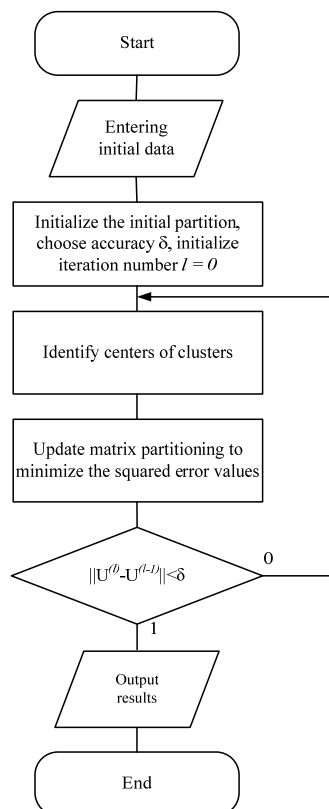 Start
Entering
initial data
Initialize the initial partition,
choose accuracy δ, initialize
iteration number l = 0
Identify centers of clusters
Update matrix partitioning to
minimize the squared error values
||U^(l)-U^(l-1)||<δ
0
1
Output
results
End